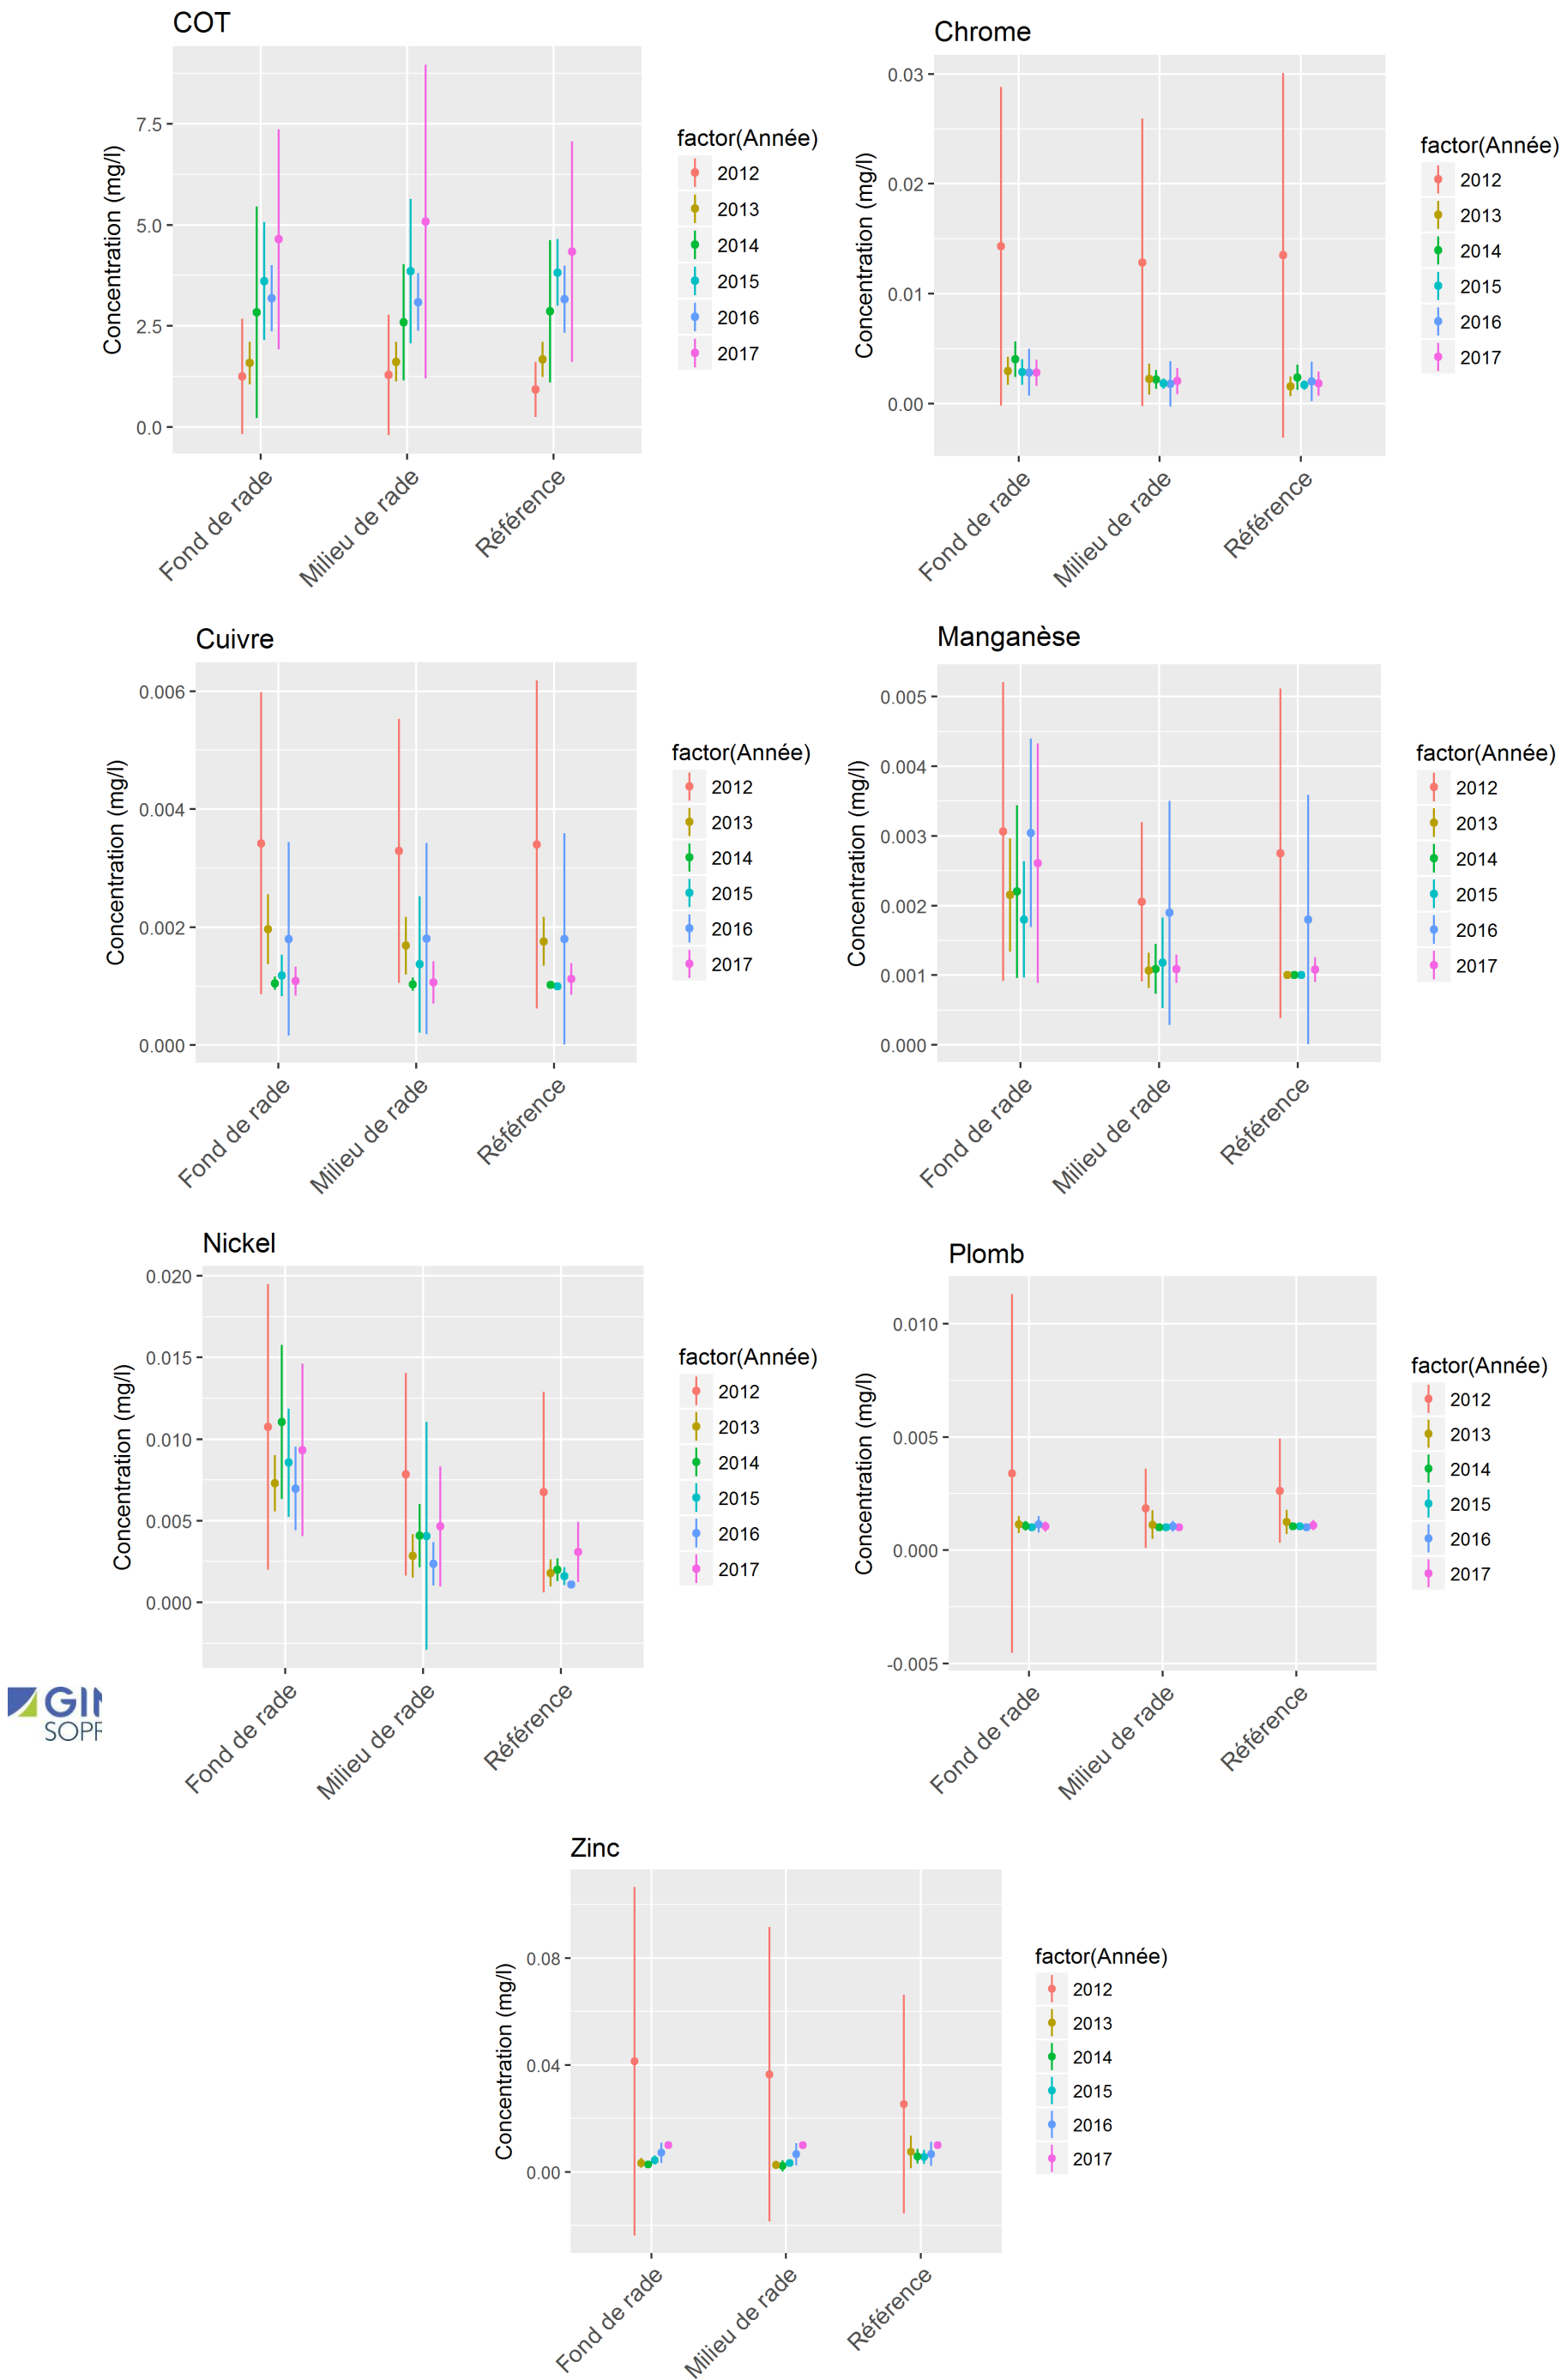 COT
Concentration (mg/l)
7.5
5.0
2.5
0.0
Fond de rade
Milieu de rade
Référence
factor(Année)
2012
2013
2014
2015
2016
2017
Chrome
Concentration (mg/l)
0.03
0.02
0.01
0.00
Fond de rade
Milieu de rade
Référence
factor(Année)
2012
2013
2014
2015
2016
2017
Cuivre
Concentration (mg/l)
0.006
0.004
0.002
0.000
Fond de rade
Milieu de rade
Référence
factor(Année)
2012
2013
2014
2015
2016
2017
Manganèse
Concentration (mg/l)
0.005
0.004
0.003
0.002
0.001
0.000
Fond de rade
Milieu de rade
Référence
factor(Année)
2012
2013
2014
2015
2016
2017
Nickel
Concentration (mg/l)
0.020
0.015
0.010
0.005
0.000
Fond de rade
Milieu de rade
Référence
factor(Année)
2012
2013
2014
2015
2016
2017
Plomb
Concentration (mg/l)
0.010
0.005
0.000
-0.005
Fond de rade
Milieu de rade
Référence
factor(Année)
2012
2013
2014
2015
2016
2017
Zinc
Concentration (mg/l)
0.08
0.04
0.00
Fond de rade
Milieu de rade
Référence
factor(Année)
2012
2013
2014
2015
2016
2017